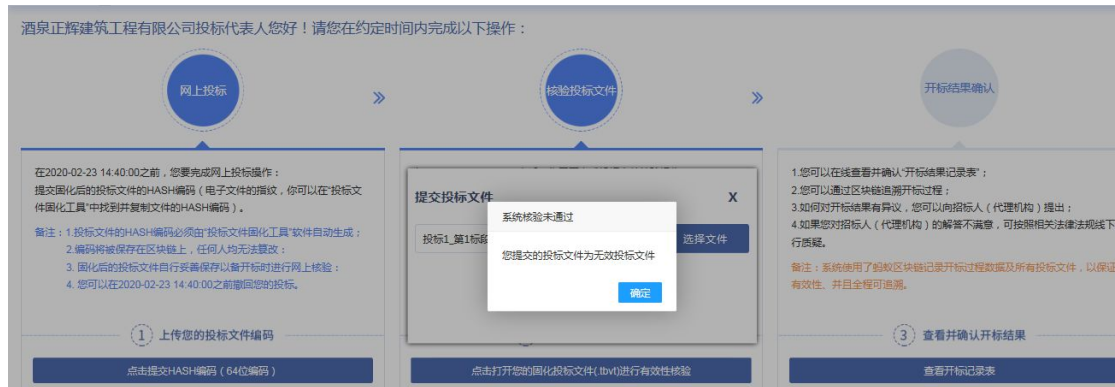 酒泉正辉建筑工程有限公司投标代表人您好！请您在约定时间内完成以下操作：
网上投标
核验投标文件
开标结果确认
在2020-02-23 14:40:00之前，您要完成网上投标操作：
提交固化后的投标文件的HASH编码（电子文件的指纹，你可以在“投标文
件固化工具”中找到并复制文件的HASH编码）。
备注：1.投标文件的HASH编码必须在“投标文件固化工具”软件自动生成；
2.编码将被保存在区块链上，任何人均无法篡改；
3. 固化后的投标文件自行妥善保存以备开标时进行网上核验；
4. 您可以在2020-02-23 14:40:00之前撤回您的投标。
1 上传您的投标文件编码
点击提交HASH编码（64位编码）
提交投标文件
X
投标1_第1标段
选择文件
系统核验未通过
您提交的投标文件为无效投标文件
确定
点击打开您的固化投标文件(.tbvt)进行有效性核验
1.您可以在线查看并确认“开标结果记录表”；
2.您可以通过区块链追溯开标过程；
3.如何对开标结果有异议，您可以向招标人（代理机构）提出；
4.如果您对招标人（代理机构）的解答不满意，可按照相关法律法规线下
行质疑。
备注：系统使用了蚂蚁区块链记录开标过程数据及所有投标文件，以保证
有效性、并且全程可追溯。
3 查看并确认开标结果
查看开标记录表